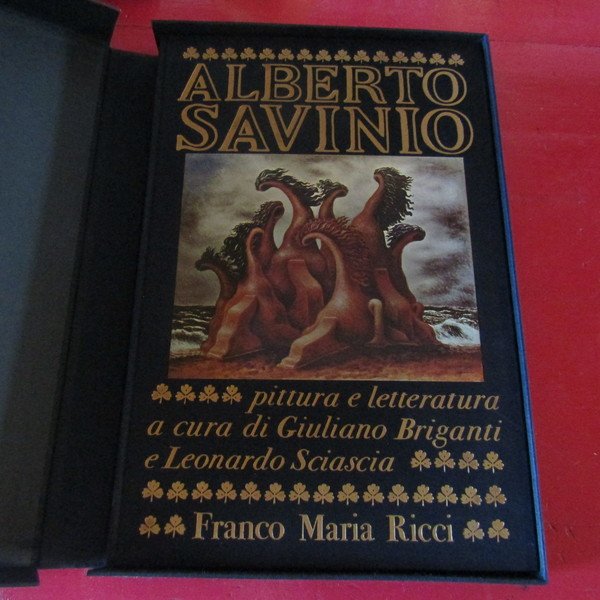 ALBERTO
SAVINIO
pittura e letteratura
a cura di Giuliano Briganti
e Leonardo Sciascia
Franco Maria Ricci